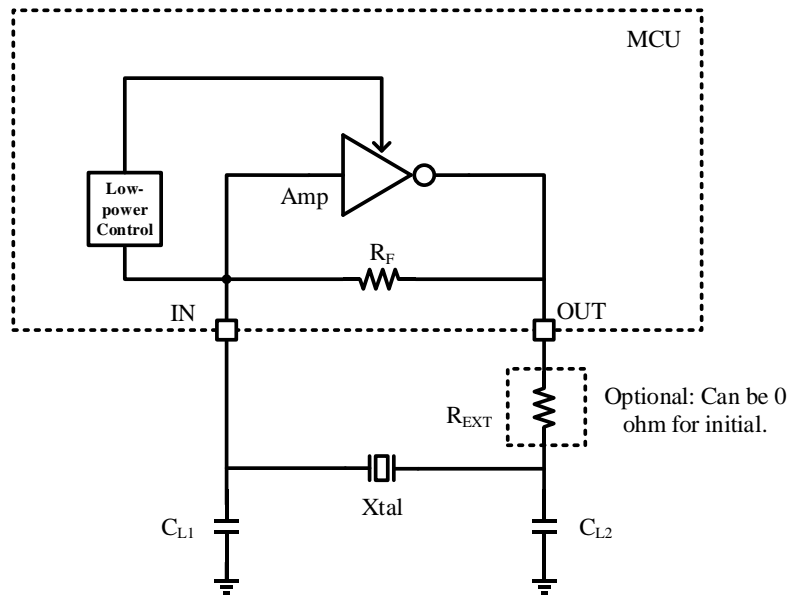 MCU
Low-
power
Control
Amp
R_F
IN
OUT
R_EXT
Optional: Can be 0
ohm for initial.
Xtal
C_L1
C_L2